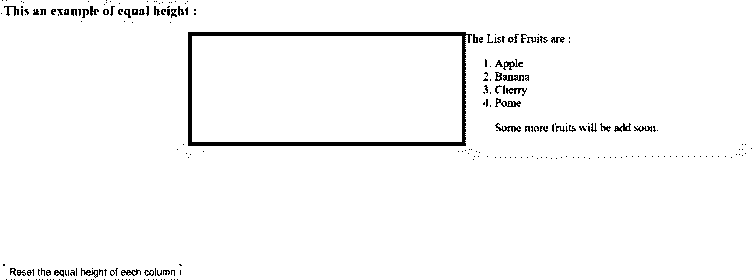 This an example of equal height :
The List of Fruits are :
1. Apple
2. Banana
3. Cherry
4. Pome
Some more fruits will be add soon.
Reset the equal height of each column